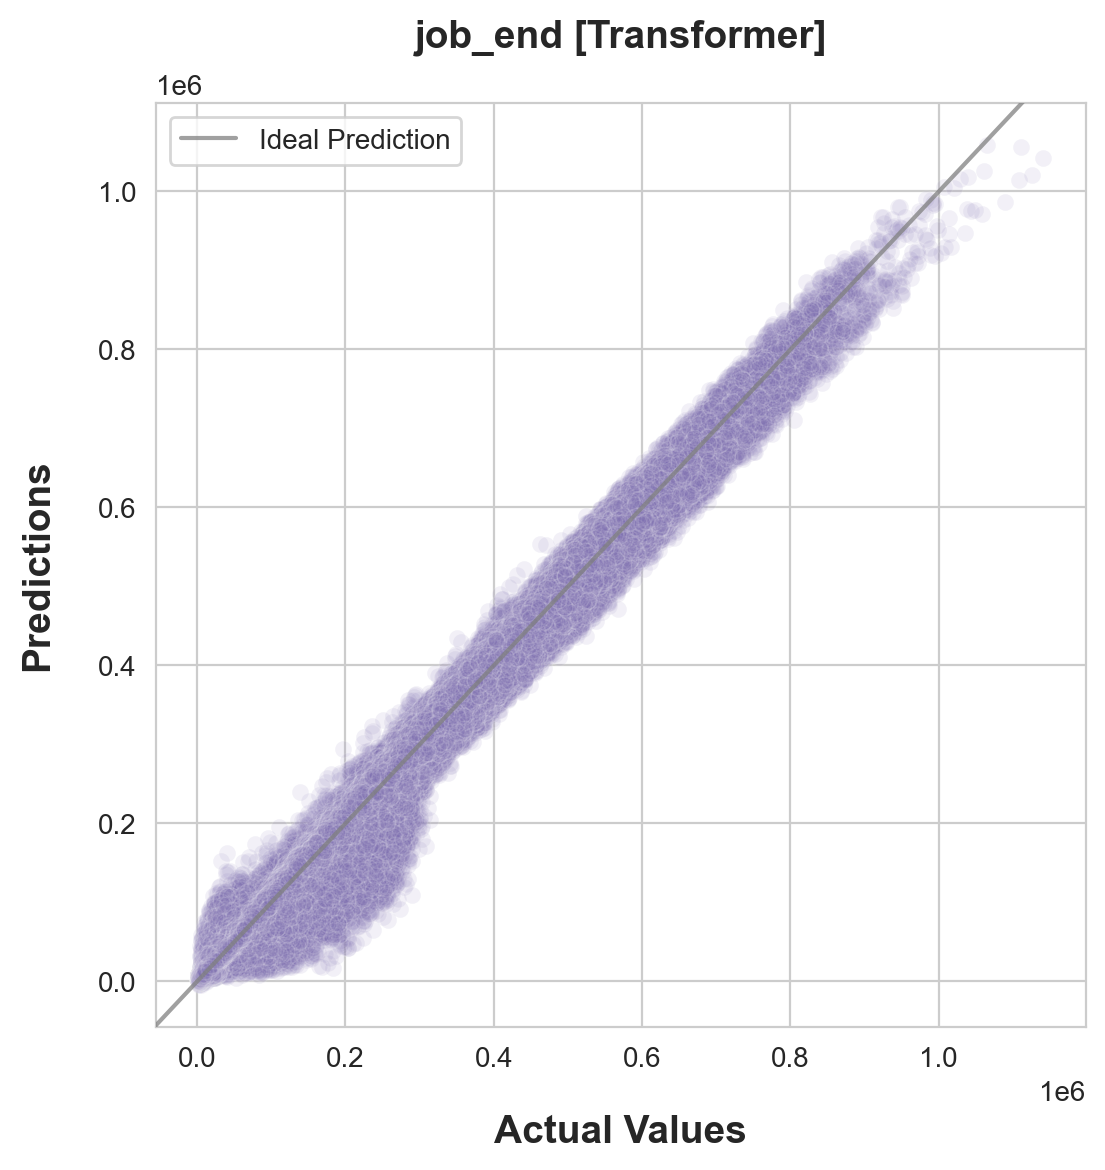 job_end [Transformer]
1e6
Ideal Prediction
1.0
0.8
0.6
0.4
0.2
0.0
Predictions
0.0 0.2 0.4 0.6 0.8 1.0
1e6
Actual Values